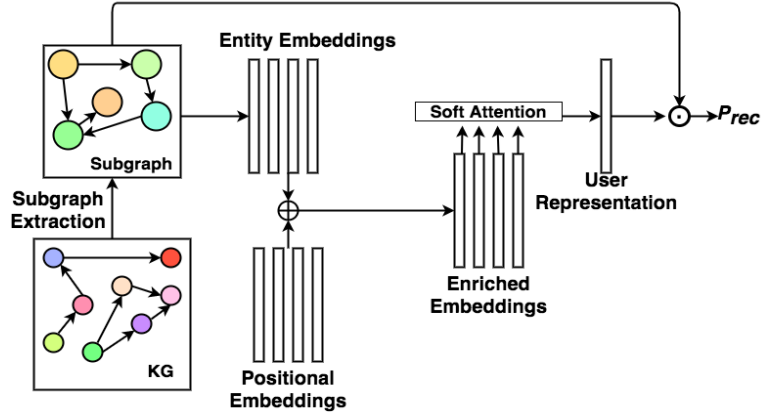 Entity Embeddings
Soft Attention
P_rec
Subgraph
Subgraph
Extraction
User
Representation
Enriched
Embeddings
KG
Positional
Embeddings